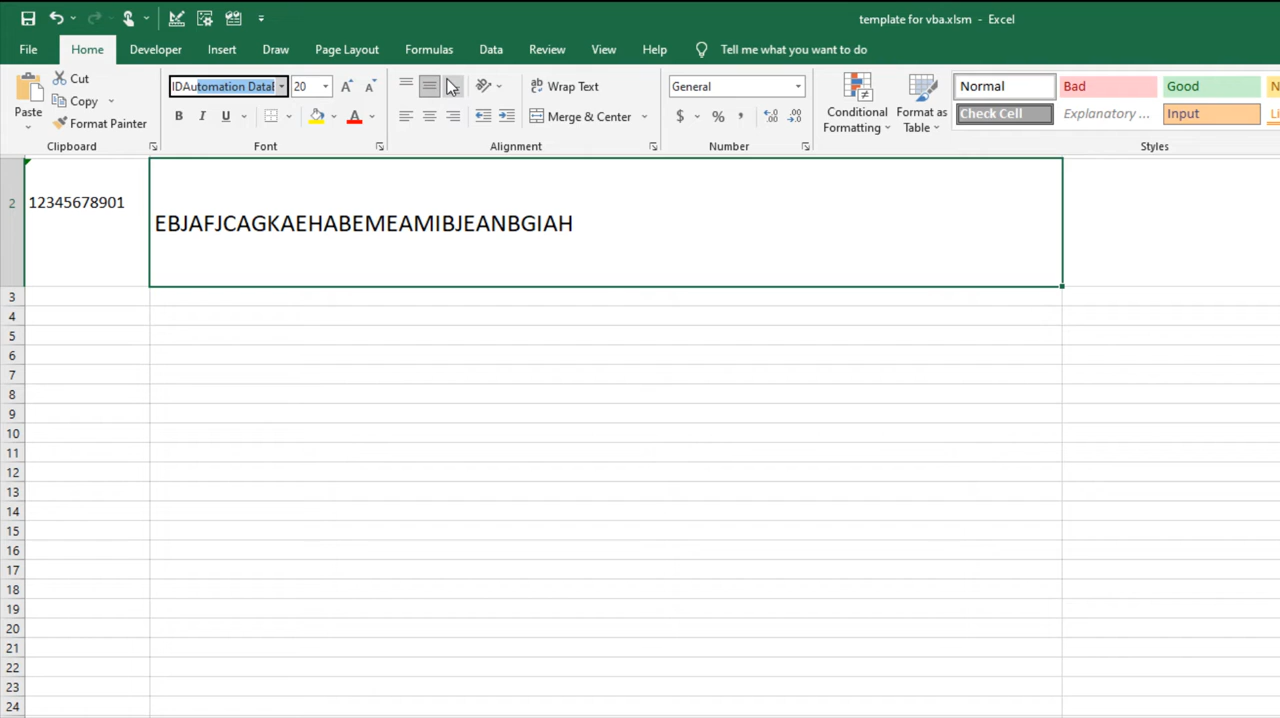 template for vba.xlsm - Excel
File Home Developer Insert Draw Page Layout Formulas Data Review View Help Tell me what you want to do
Paste
Cut
Copy
Format Painter
Clipboard
IDAutomation Datab 20
B I U
Font
Wrap Text
Merge & Center
Alignment
General
$ % ,
Number
Conditional Formatting
Format as Table
Normal Bad Good
Check Cell Explanatory ... Input
Styles
2 12345678901 EBJAFJCAGKAEHABEMEAMIBJEANBGIAH
3
4
5
6
7
8
9
10
11
12
13
14
15
16
17
18
19
20
21
22
23
24